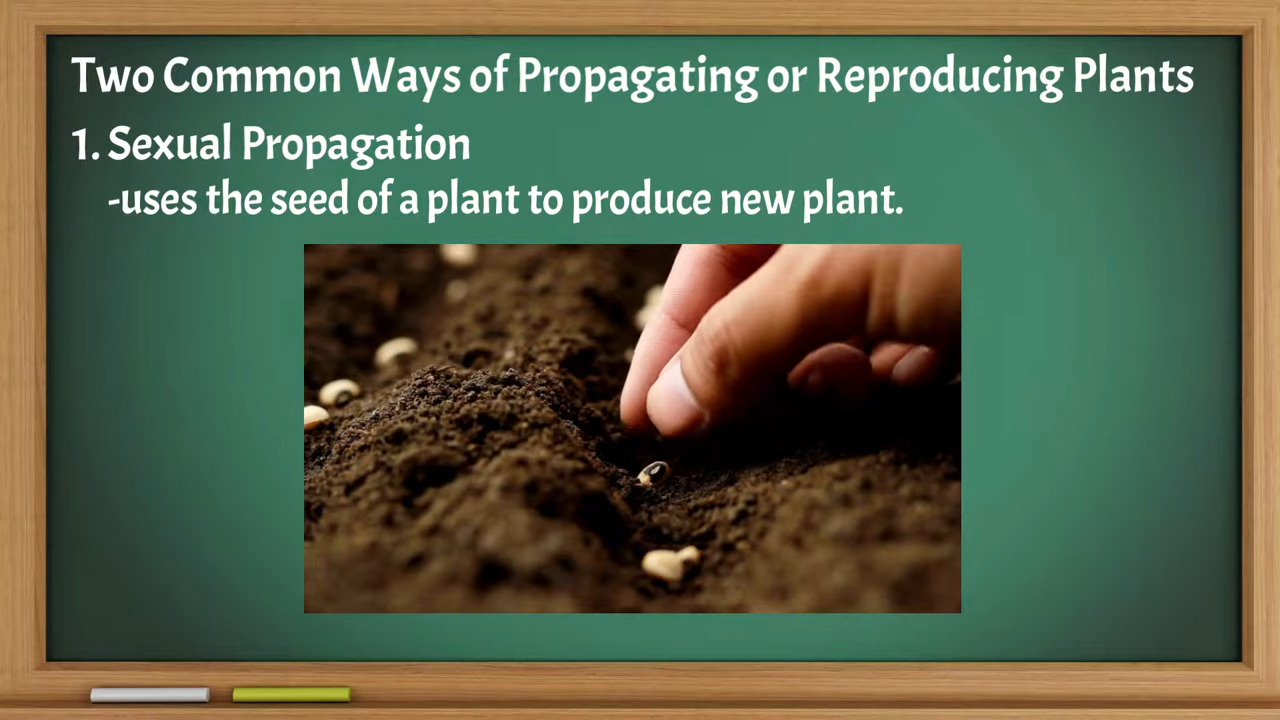 Two Common Ways of Propagating or Reproducing Plants
1. Sexual Propagation
-uses the seed of a plant to produce new plant.